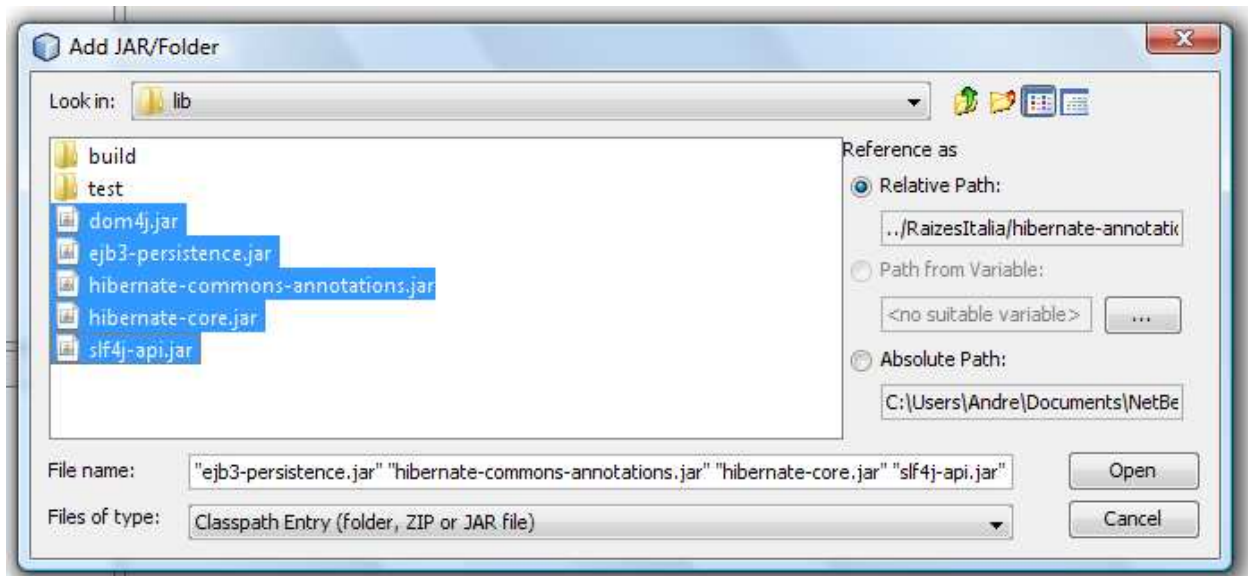 Add JAR/Folder
Look in: lib
build
test
dom4j.jar
ejb3-persistence.jar
hibernate-commons-annotations.jar
hibernate-core.jar
slf4j-api.jar
Reference as
Relative Path:
../RaizesItalia/hibernate-annotatic
Path from Variable:
<no suitable variable> ...
Absolute Path:
C:\Users\Andre\Documents\NetBe
File name: "ejb3-persistence.jar" "hibernate-commons-annotations.jar" "hibernate-core.jar" "slf4j-api.jar" Open
Files of type: Classpath Entry (folder, ZIP or JAR file) Cancel